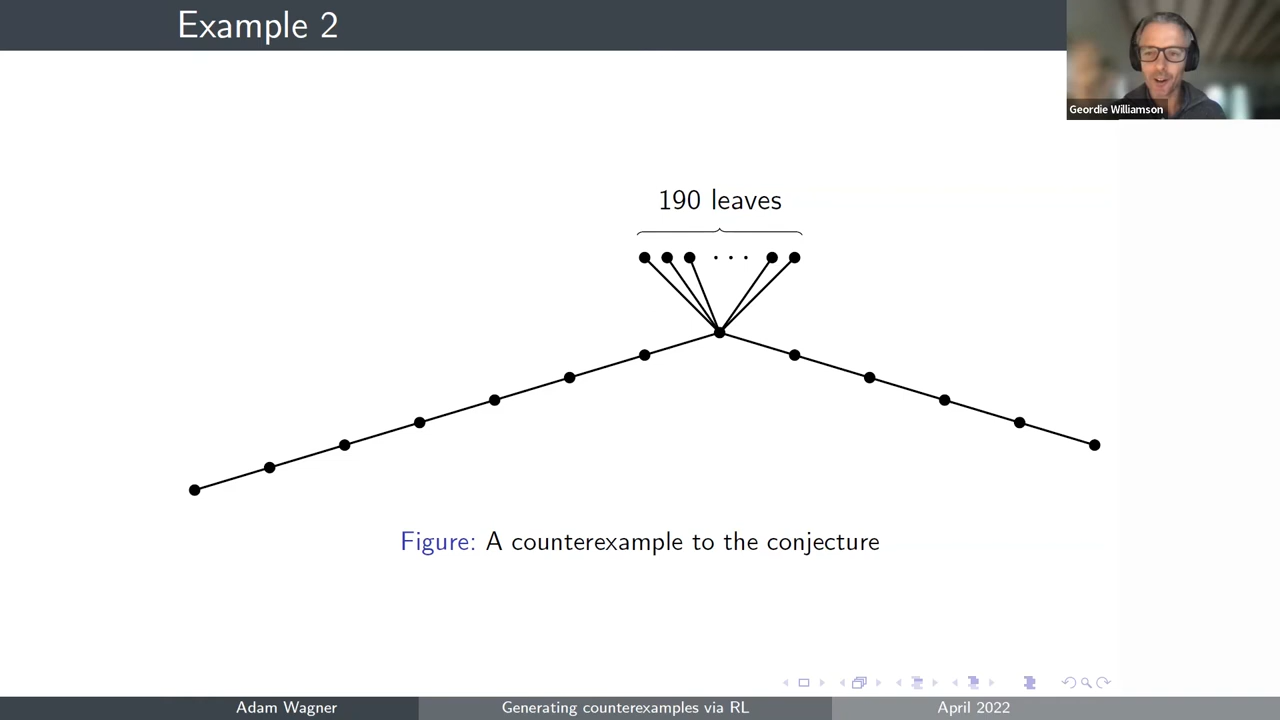 Example 2
Geordie Williamson
190 leaves
Figure: A counterexample to the conjecture
Adam Wagner
Generating counterexamples via RL
April 2022